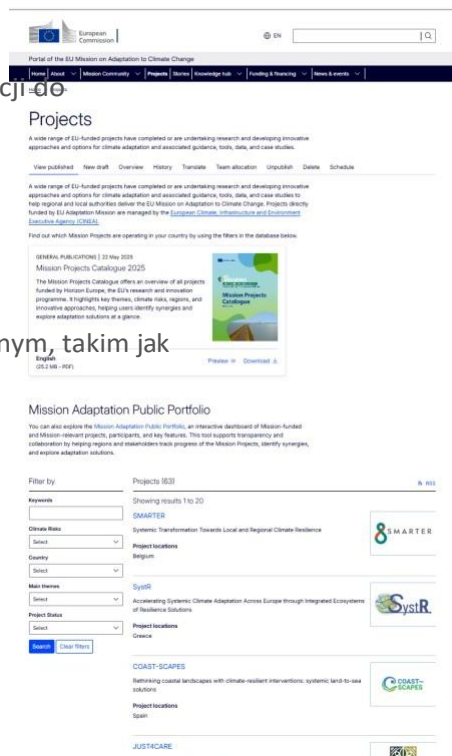 European
Commission
EN
Portal of the EU Mission on Adaptation to Climate Change
Home About Mission Community Projects Stories Knowledge hub Funding & financing News & events
cji do
Projects
A wide range of EU-funded projects have completed or are undertaking research and developing innovative
approaches and options for climate adaptation and associated guidance, tools, data, and case studies.
View published New draft Overview History Translate Team allocation Unpublish Delete Schedule
A wide range of EU-funded projects have completed or are undertaking research and developing innovative
approaches and options for climate adaptation and associated guidance, tools, data, and case studies to
help regional and local authorities deliver the EU Mission on Adaptation to Climate Change. Projects directly
funded by EU Adaptation Mission are managed by the European Climate, Infrastructure and Environment
Executive Agency (CINEA).
Find out which Mission Projects are operating in your country by using the filters in the database below.
GENERAL PUBLICATIONS | 22 May 2025
Mission Projects Catalogue 2025
The Mission Projects Catalogue offers an overview of all projects
funded by Horizon Europe, the EU's research and innovation
programme. It highlights key themes, climate risks, regions, and
innovative approaches, helping users identify synergies and
explore adaptation solutions at a glance.
Mission Projects
Catalogue
nym, takim jak
English
(25.2 MB - PDF)
Preview Download
Mission Adaptation Public Portfolio
You can also explore the Mission Adaptation Public Portfolio, an interactive dashboard of Mission-funded
and Mission-relevant projects, participants, and key features. This tool supports transparency and
collaboration by helping regions and stakeholders track progress of the Mission Projects, identify synergies,
and explore adaptation solutions.
Filter by
Keywords
Climate Risks
Select
Country
Select
Main themes
Select
Project Status
Select
Search Clear filters
Projects (63)
RSS
Showing results 1 to 20
SMARTER
Systemic Transformation Towards Local and Regional Climate Resilience
Project locations
Belgium
SMARTER
SystR
Accelerating Systemic Climate Adaptation Across Europe through Integrated Ecosystems
of Resilience Solutions
Project locations
Greece
SystR
COAST-SCAPES
Rethinking coastal landscapes with climate-resilient interventions: systemic land-to-sea
solutions
Project locations
Spain
COAST-
SCAPES
JUST4CARE